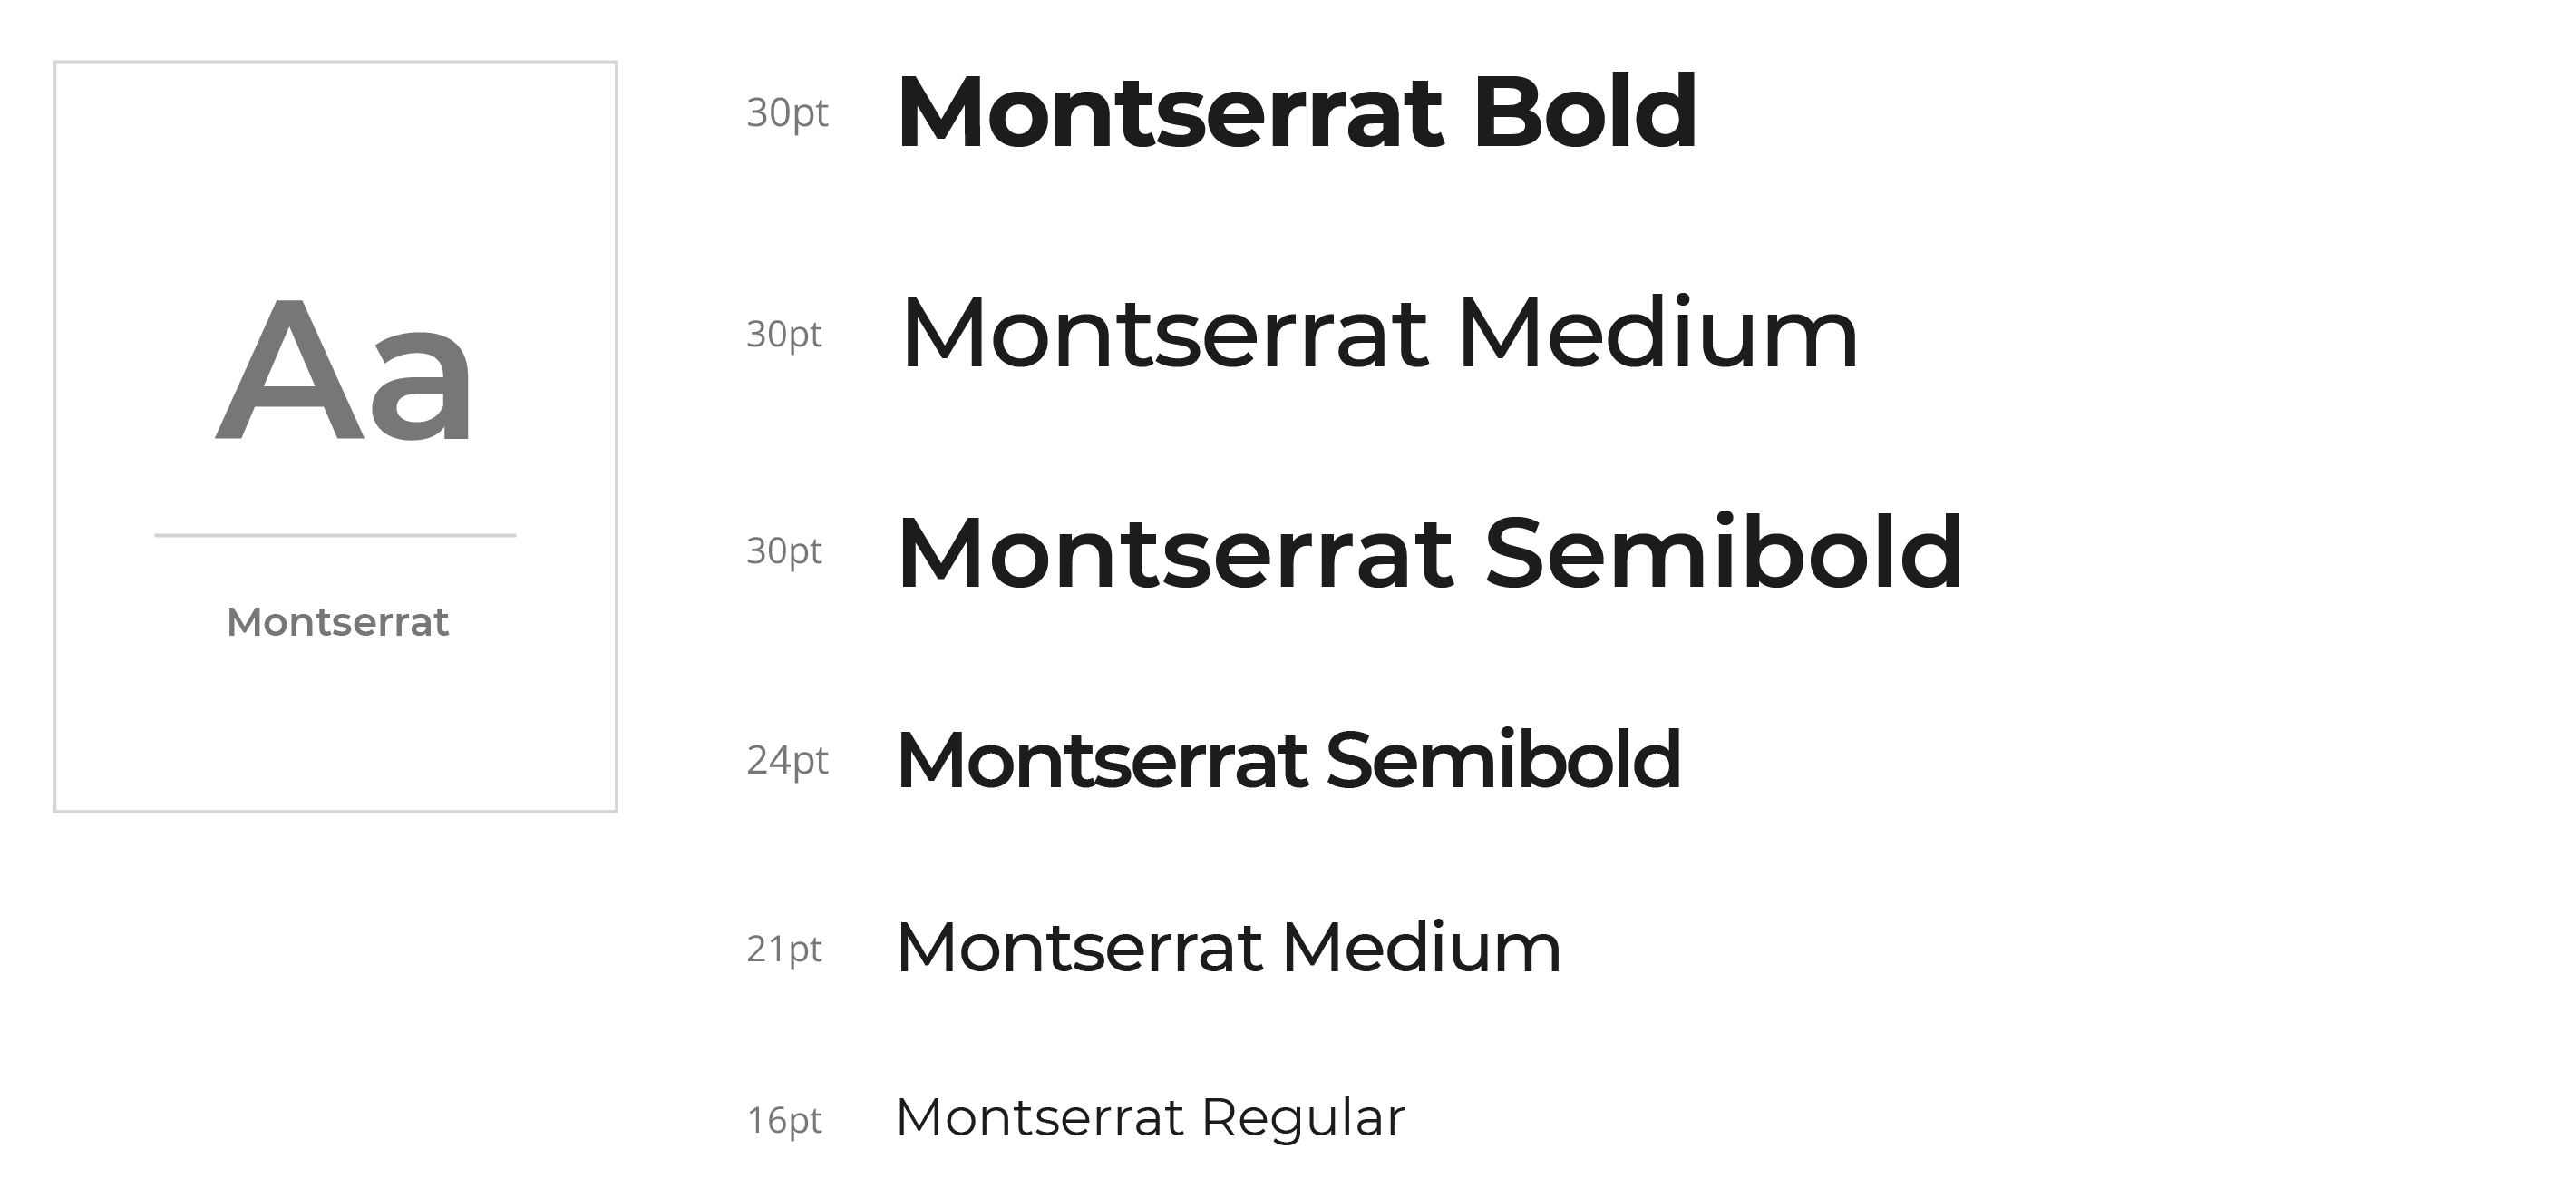 Aa
Montserrat
30pt Montserrat Bold
30pt Montserrat Medium
30pt Montserrat Semibold
24pt Montserrat Semibold
21pt Montserrat Medium
16pt Montserrat Regular